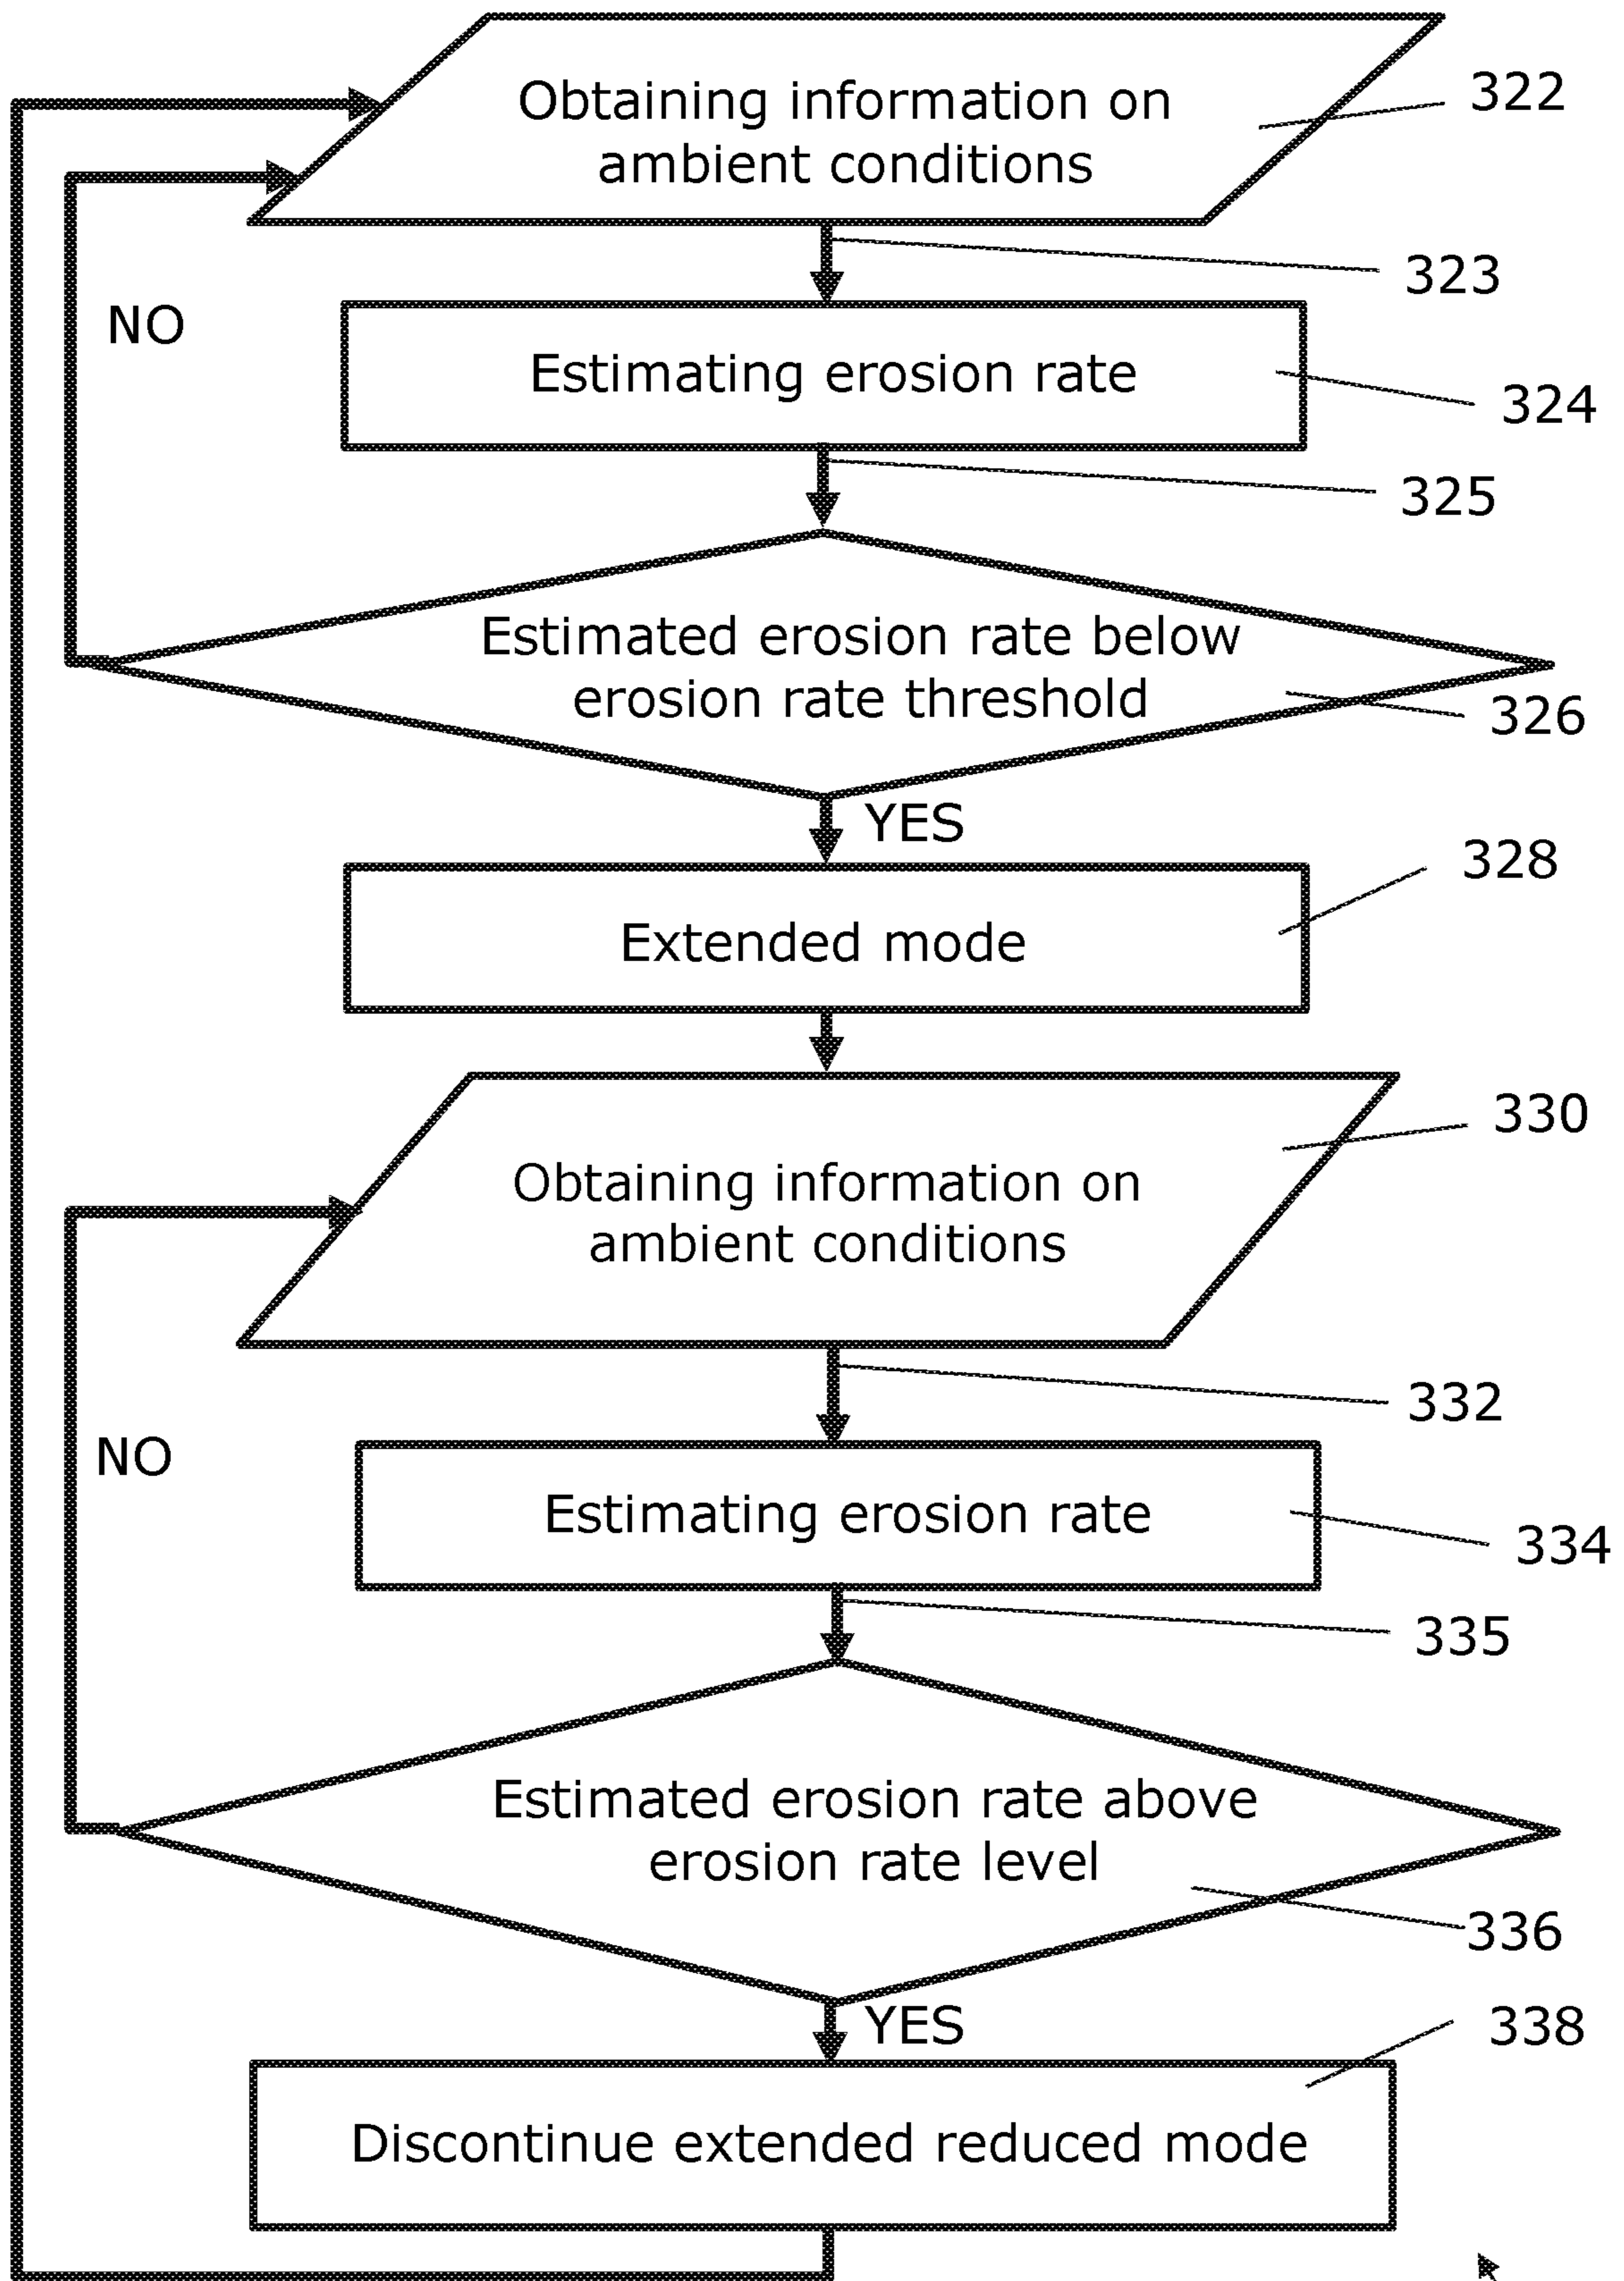 Obtaining information on
ambient conditions
322
323
NO
Estimating erosion rate
324
325
Estimated erosion rate below
erosion rate threshold
326
YES
328
Extended mode
330
Obtaining information on
ambient conditions
332
NO
Estimating erosion rate
334
335
Estimated erosion rate above
erosion rate level
336
YES
338
Discontinue extended reduced mode